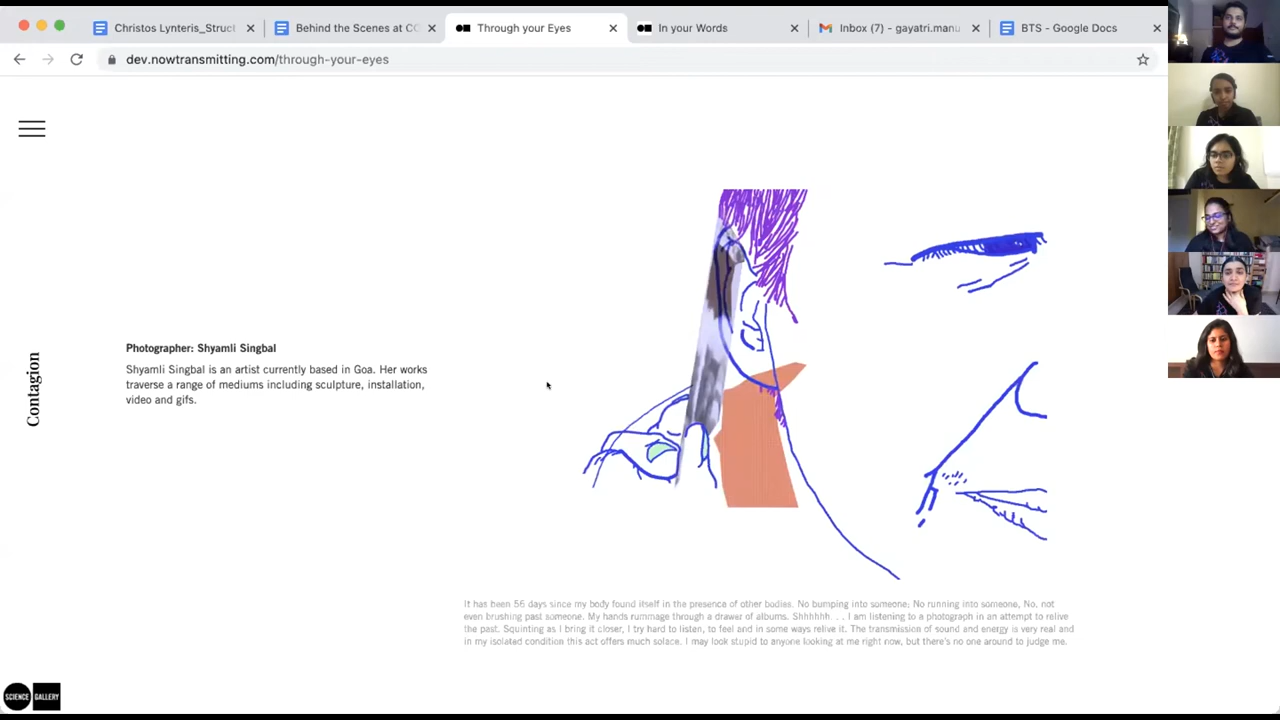 Christos Lynteris_Struct
Behind the Scenes at CC
Through your Eyes
In your Words
Inbox (7) - gayatri.manu
BTS - Google Docs
dev.nowtransmitting.com/through-your-eyes
Contagion
Photographer: Shyamli Singbal
Shyamli Singbal is an artist currently based in Goa. Her works
traverse a range of mediums including sculpture, installation,
video and gifs.
It has been 56 days since my body found itself in the presence of other bodies. No bumping into someone; No running into someone, No, not
even brushing past someone. My hands rummage through a drawer of albums. Shhhhhh. . . I am listening to a photograph in an attempt to relive
the past. Squinting as I bring it closer, I try hard to listen, to feel and in some ways relive it. The transmission of sound and energy is very real and
in my isolated condition this act offers much solace. I may look stupid to anyone looking at me right now, but there's no one around to judge me.
SCIENCE GALLERY